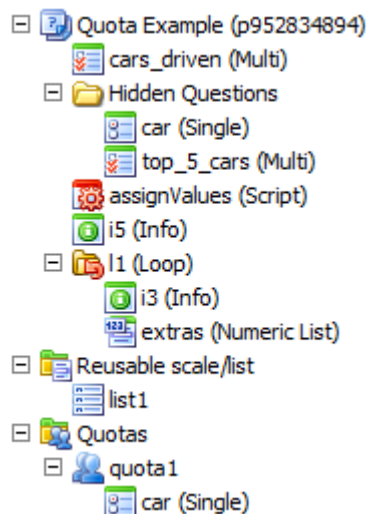 Quota Example (p952834894)
cars_driven (Multi)
Hidden Questions
car (Single)
top_5_cars (Multi)
assignValues (Script)
i5 (Info)
l1 (Loop)
i3 (Info)
extras (Numeric List)
Reusable scale/list
list1
Quotas
quota1
car (Single)